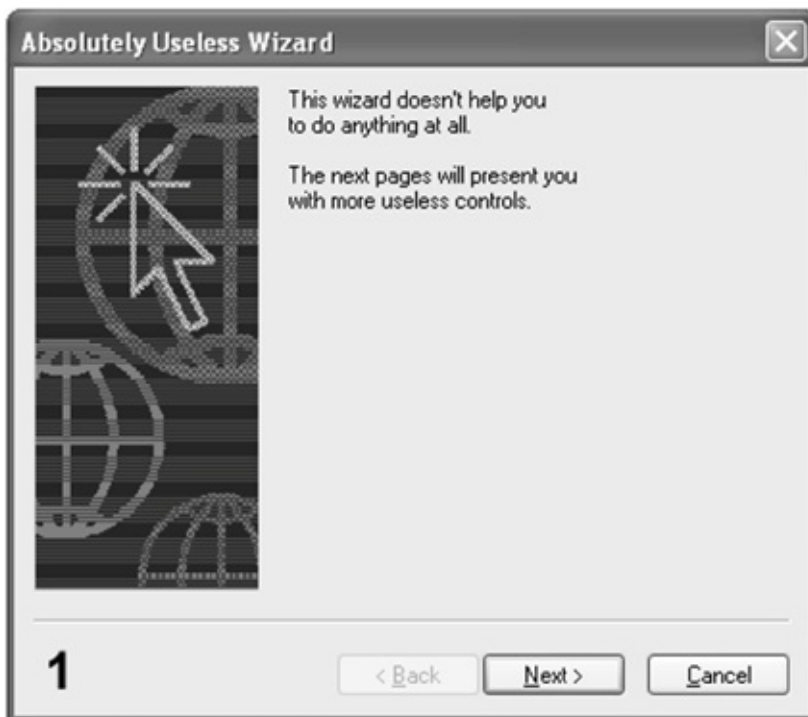 Absolutely Useless Wizard
This wizard doesn't help you
to do anything at all.
The next pages will present you
with more useless controls.
1
< Back
Next >
Cancel